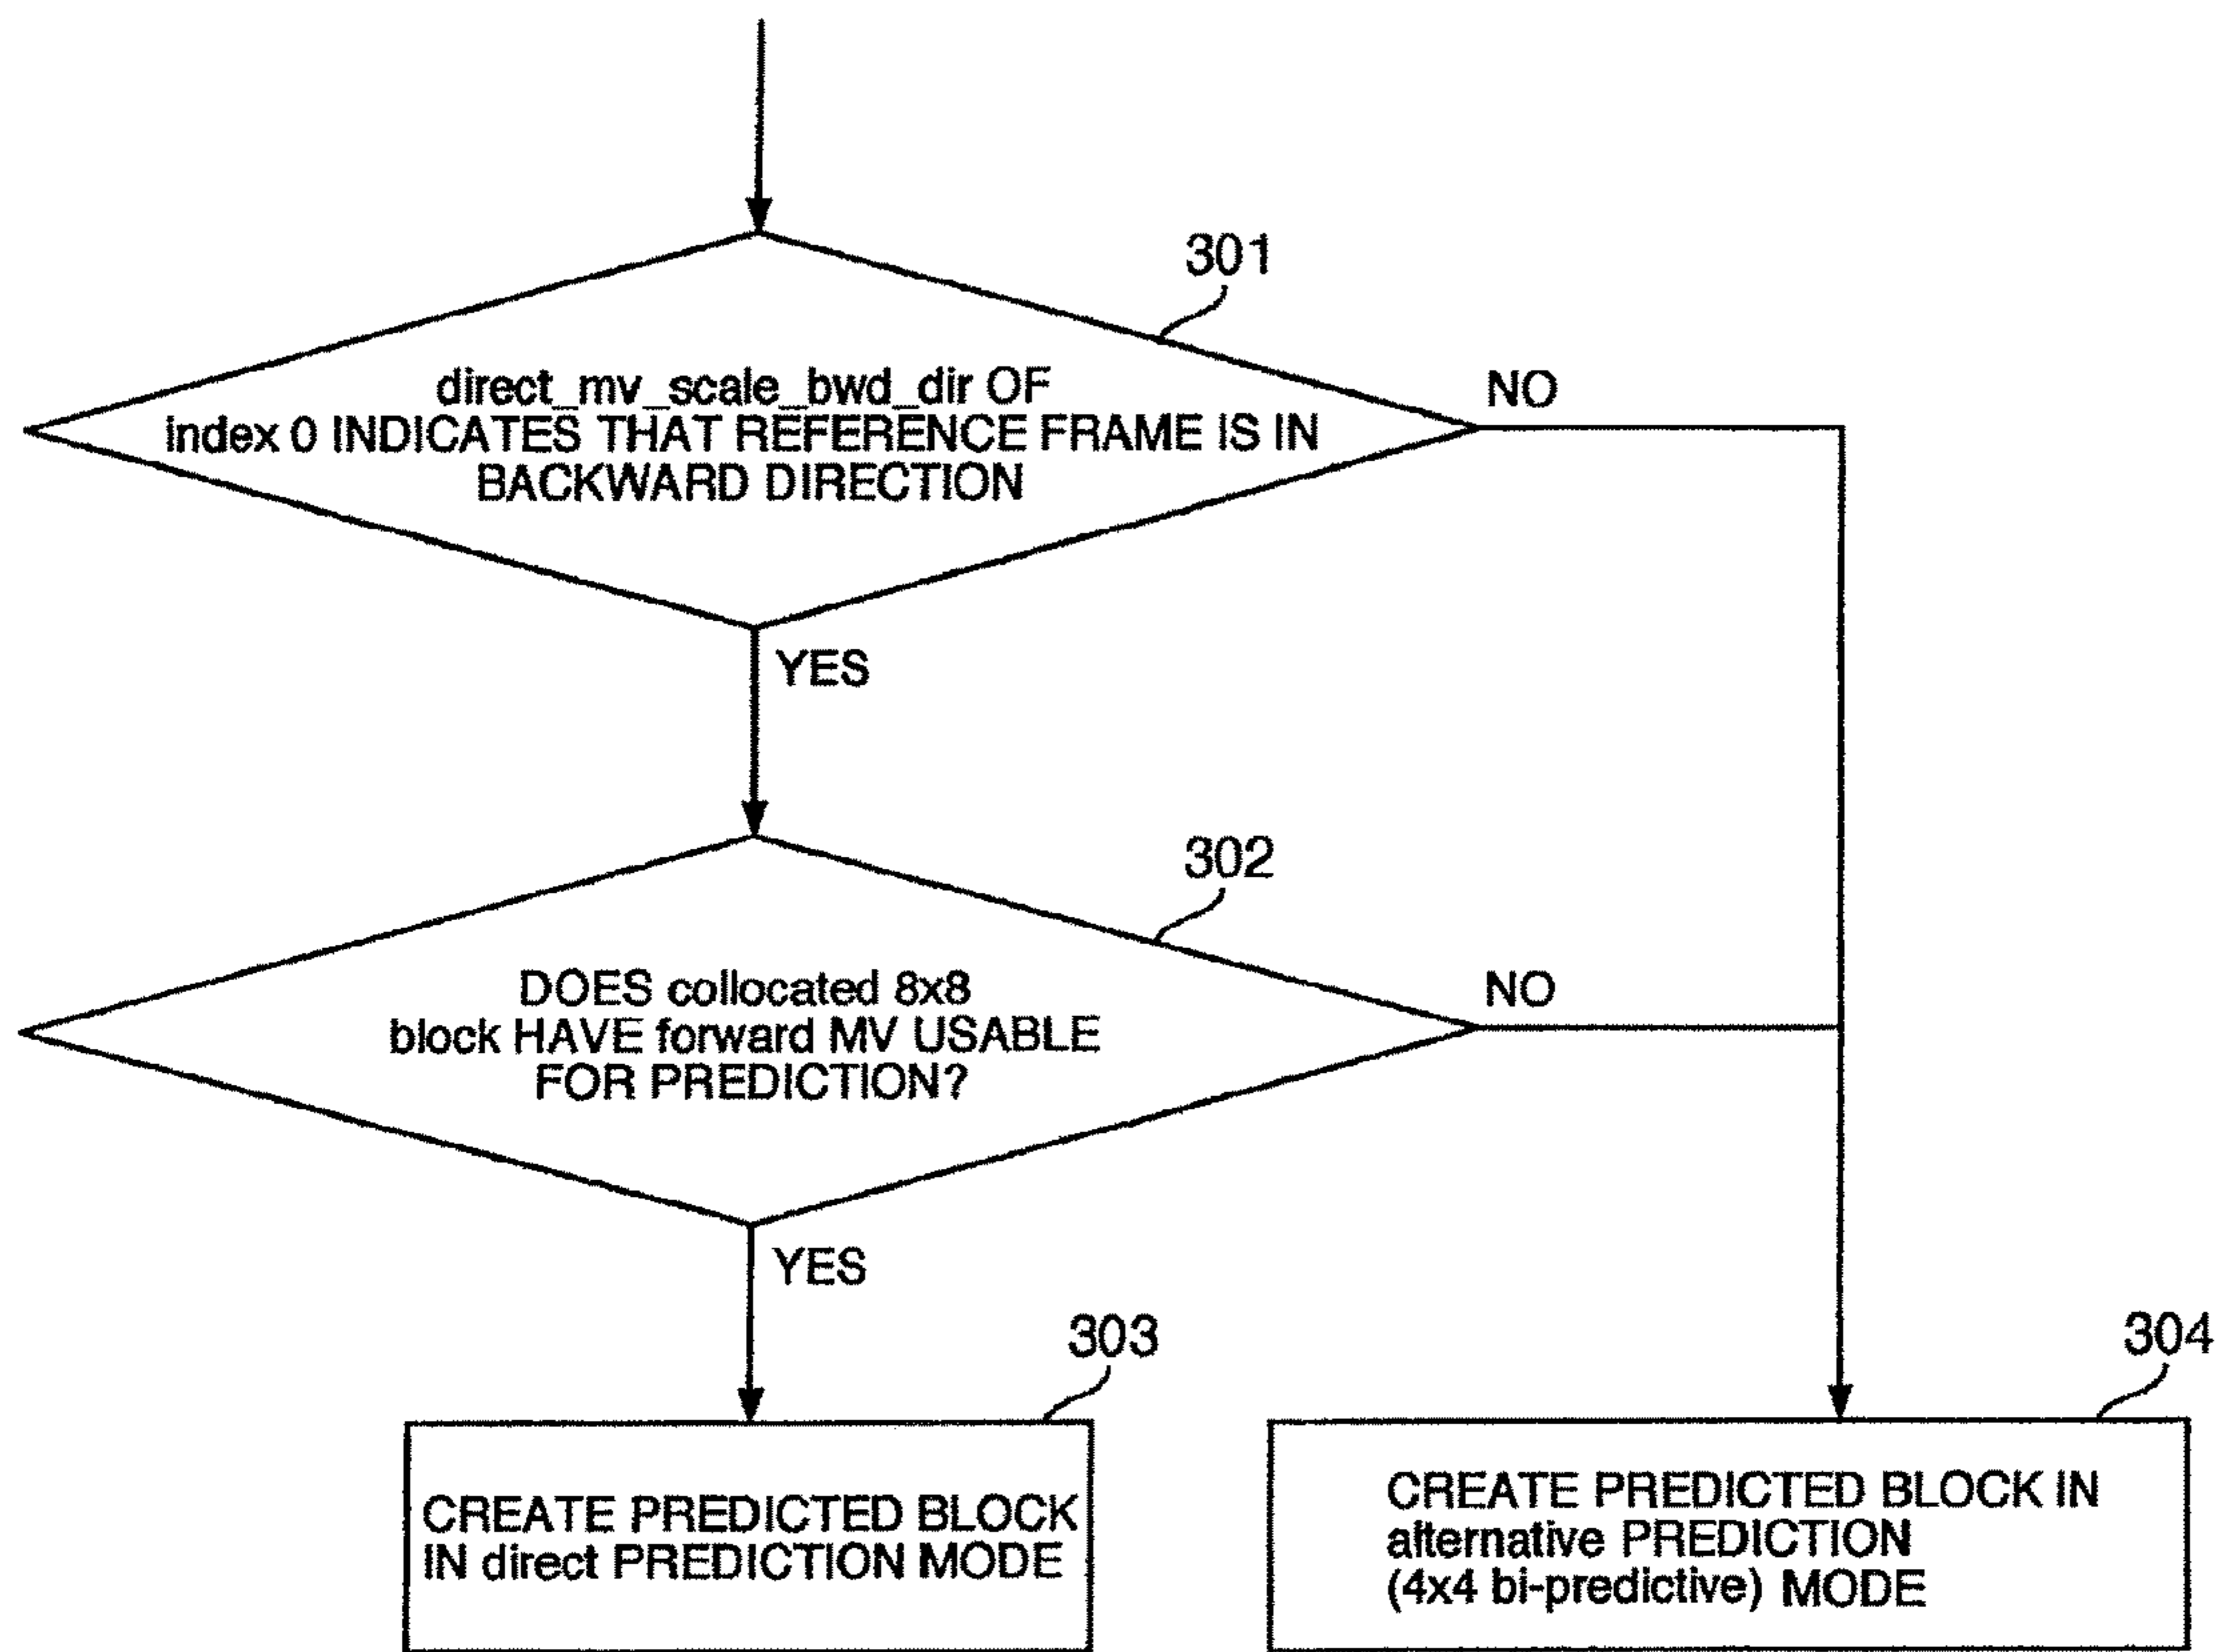 301
direct_mv_scale_bwd_dir OF
index 0 INDICATES THAT REFERENCE FRAME IS IN
BACKWARD DIRECTION
NO
YES
302
DOES collocated 8x8
block HAVE forward MV USABLE
FOR PREDICTION?
NO
YES
303
CREATE PREDICTED BLOCK
IN direct PREDICTION MODE
304
CREATE PREDICTED BLOCK IN
alternative PREDICTION
(4x4 bi-predictive) MODE